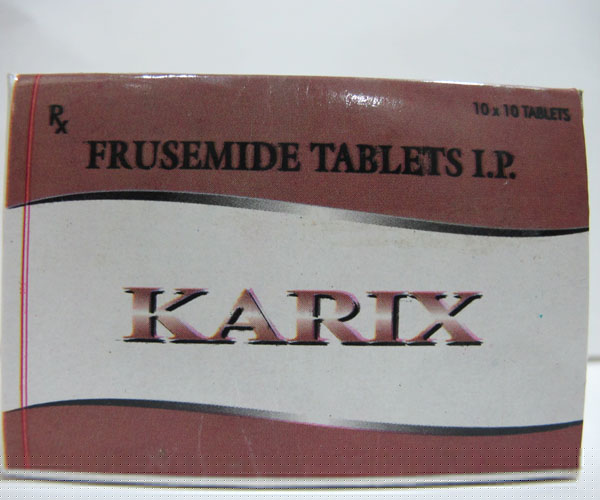 Rx
10 x 10 TABLETS
FRUSEMIDE TABLETS I.P.
KARIX